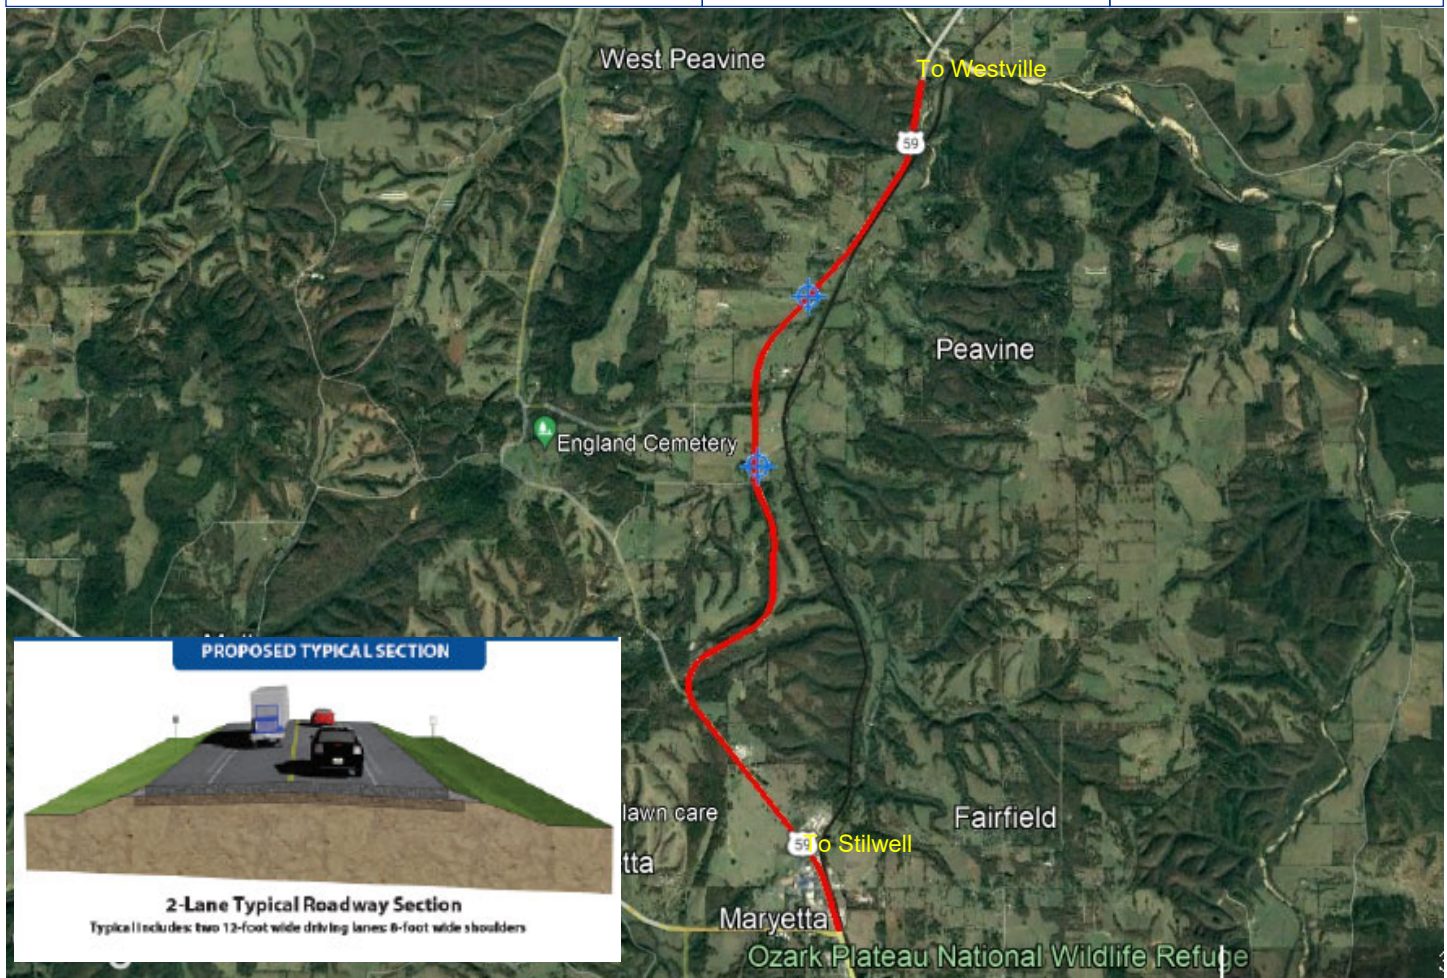 West Peavine
To Westville
59
Peavine
England Cemetery
PROPOSED TYPICAL SECTION
lawn care
Fairfield
59
To Stilwell
tta
2-Lane Typical Roadway Section
Typical Includes: two 12-foot wide driving lanes; 8-foot wide shoulders
Maryetta
Ozark Plateau National Wildlife Refuge